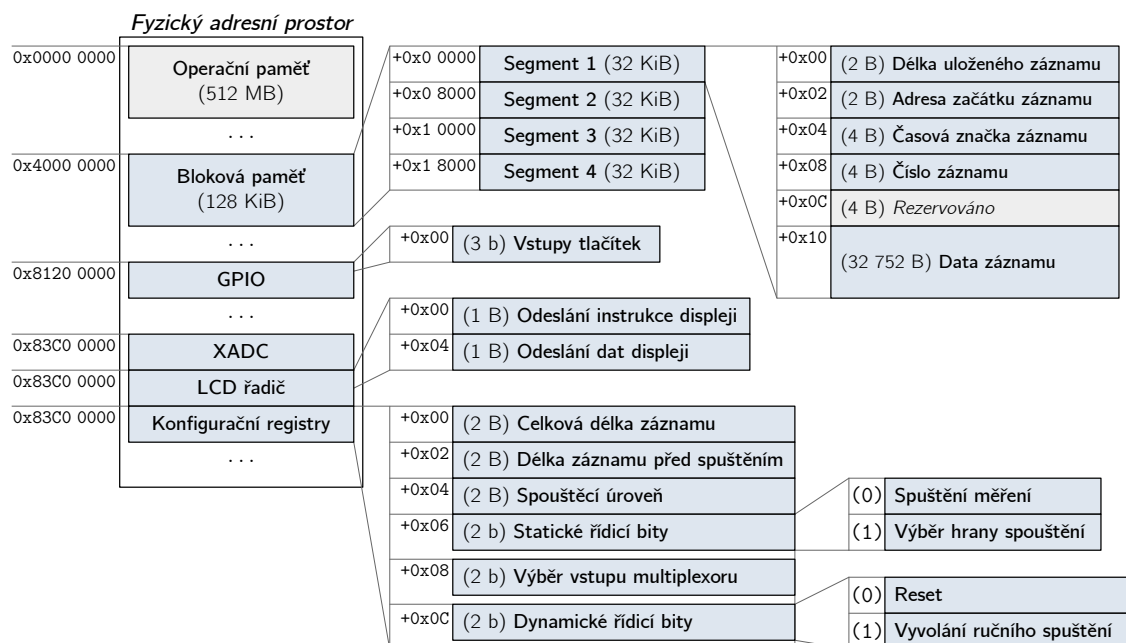 Fyzický adresní prostor
0x0000 0000
Operační paměť
(512 MB)
. . .
0x4000 0000
Bloková paměť
(128 KiB)
. . .
0x8120 0000
GPIO
. . .
0x83C0 0000
XADC
0x83C0 0000
LCD řadič
0x83C0 0000
Konfigurační registry
. . .
+0x0 0000
Segment 1 (32 KiB)
+0x0 8000
Segment 2 (32 KiB)
+0x1 0000
Segment 3 (32 KiB)
+0x1 8000
Segment 4 (32 KiB)
+0x00
(2 B) Délka uloženého záznamu
+0x02
(2 B) Adresa začátku záznamu
+0x04
(4 B) Časová značka záznamu
+0x08
(4 B) Číslo záznamu
+0x0C
(4 B) Rezervováno
+0x10
(32 752 B) Data záznamu
+0x00
(3 b) Vstupy tlačítek
+0x00
(1 B) Odeslání instrukce displeji
+0x04
(1 B) Odeslání dat displeji
+0x00
(2 B) Celková délka záznamu
+0x02
(2 B) Délka záznamu před spuštěním
+0x04
(2 B) Spouštěcí úroveň
+0x06
(2 b) Statické řídicí bity
+0x08
(2 b) Výběr vstupu multiplexoru
+0x0C
(2 b) Dynamické řídicí bity
(0) Spuštění měření
(1) Výběr hrany spouštění
(0) Reset
(1) Vyvolání ručního spuštění